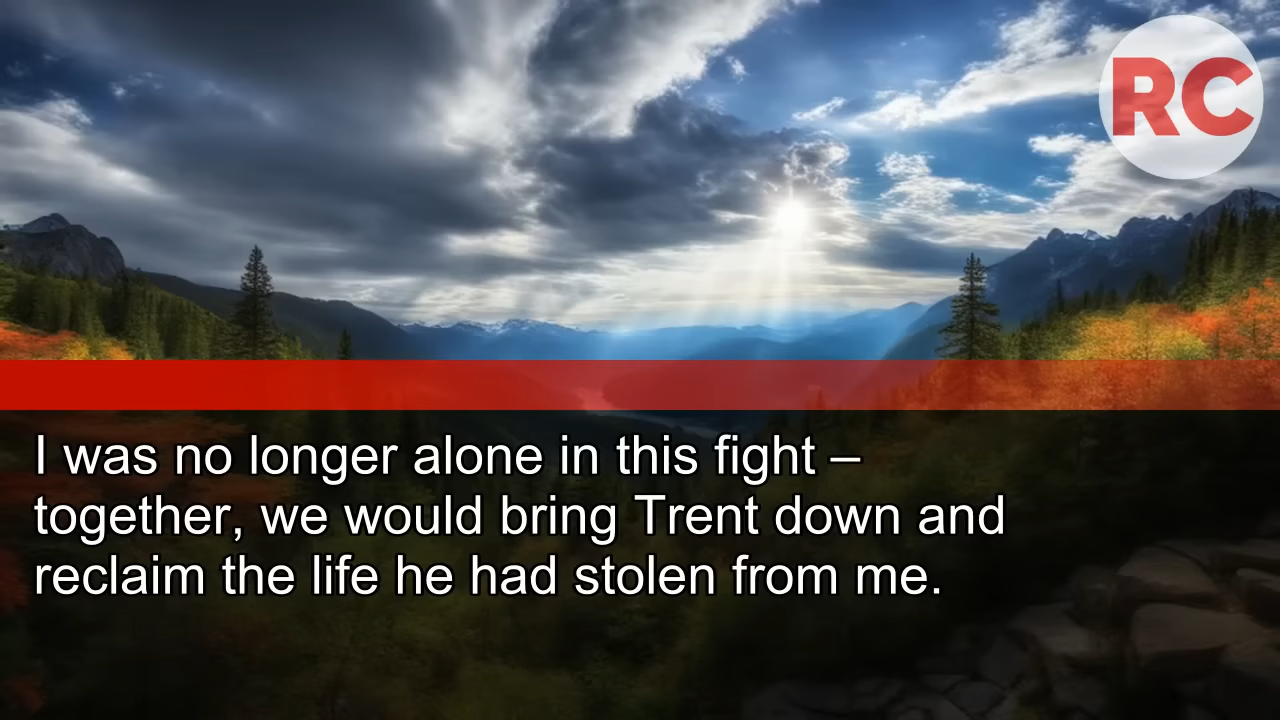 RC
I was no longer alone in this fight –
together, we would bring Trent down and
reclaim the life he had stolen from me.